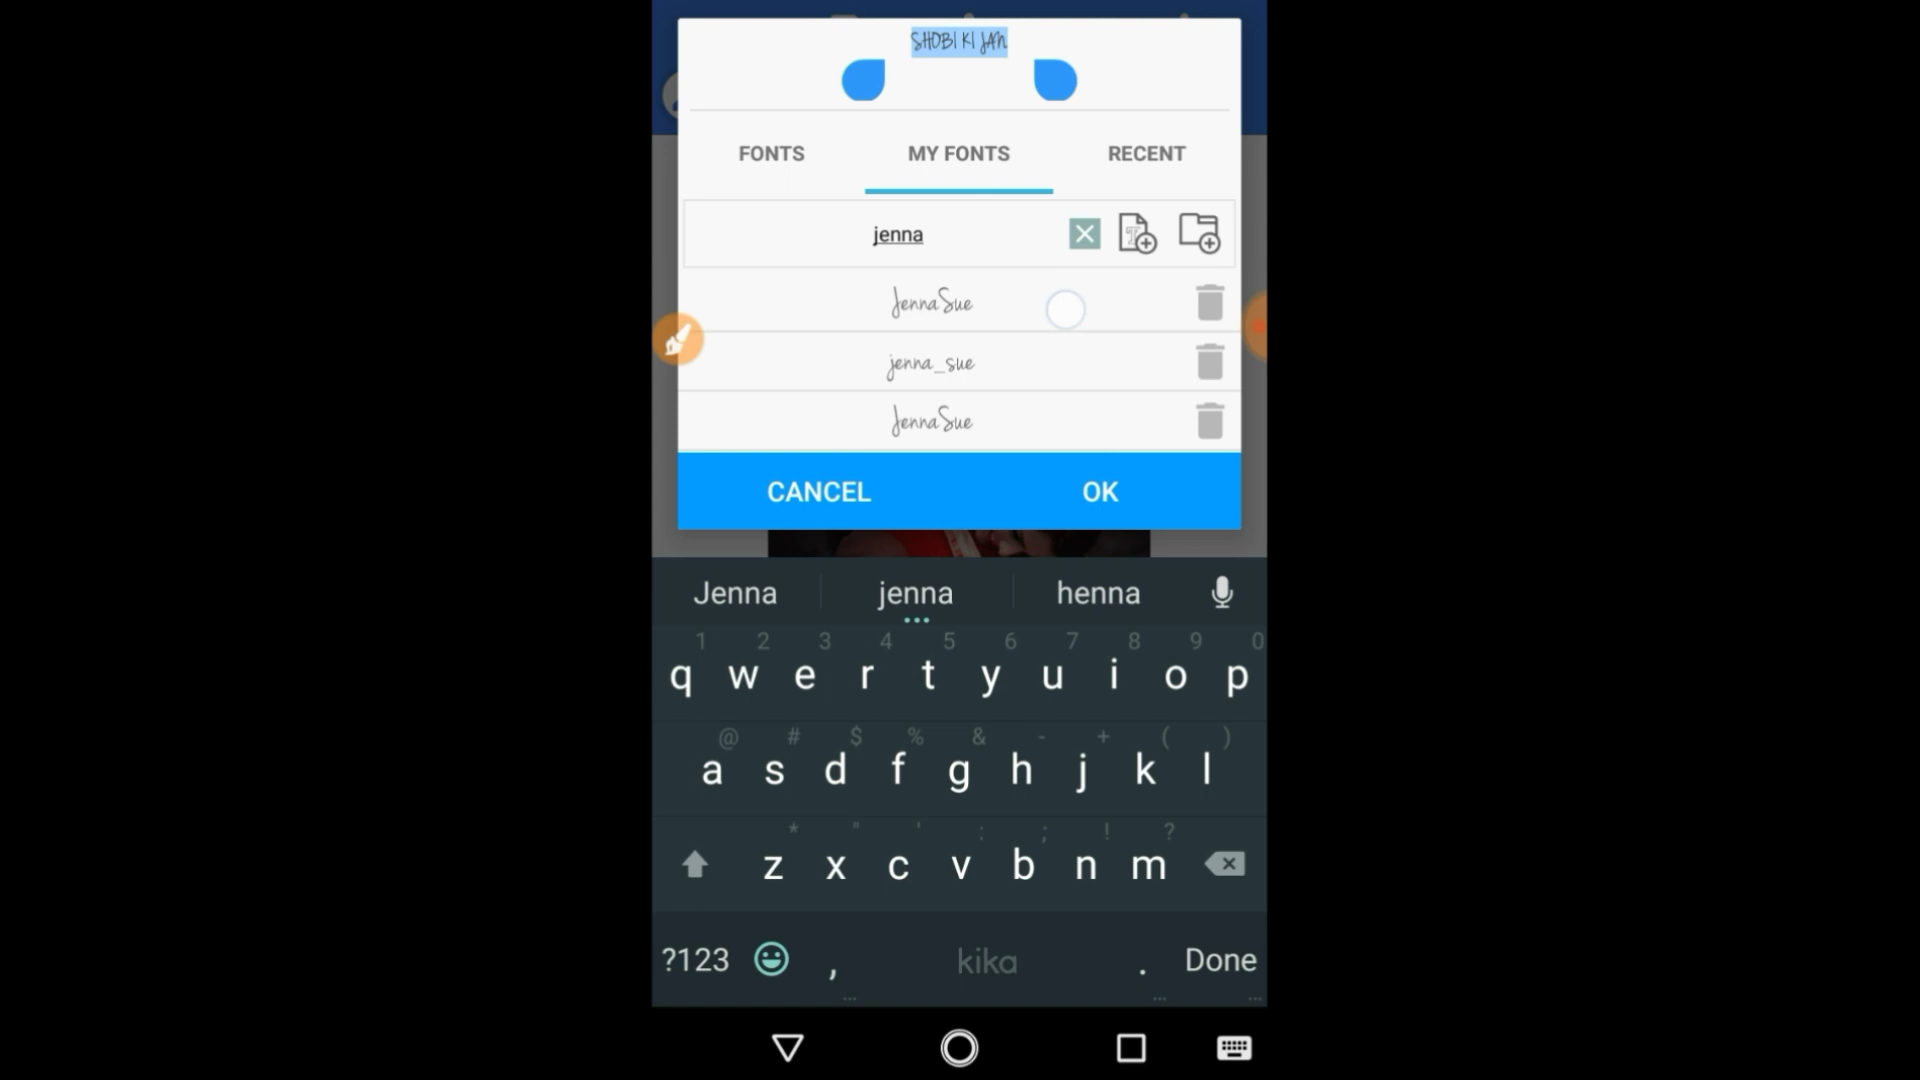 SHOBI KI JAN
FONTS MY FONTS RECENT
jenna
JennaSue
jenna_sue
JennaSue
CANCEL OK
Jenna jenna henna
1 2 3 4 5 6 7 8 9 0
q w e r t y u i o p
@ # $ % & - + ( )
a s d f g h j k l
* " ' : ; ! ?
z x c v b n m
?123 , kika . Done